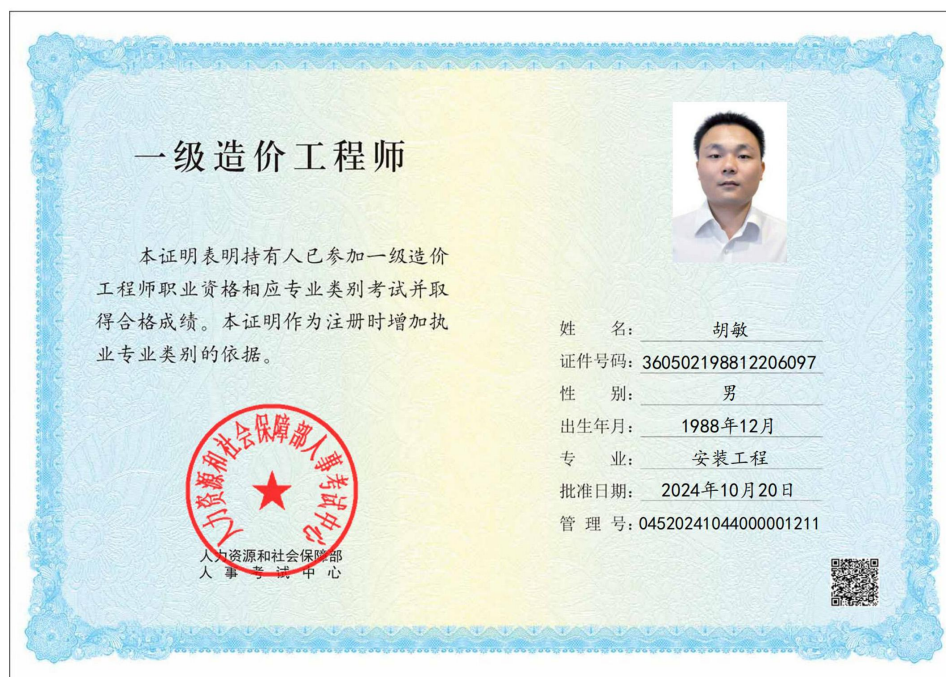 一级造价工程师
本证明表明持有人已参加一级造价
工程师职业资格相应专业类别考试并取
得合格成绩。本证明作为注册时增加执
业专业类别的依据。
人力资源和社会保障部人事考试中心
人力资源和社会保障部
人事考试中心
姓 名: 胡敏
证件号码: 360502198812206097
性 别: 男
出生年月: 1988年12月
专 业: 安装工程
批准日期: 2024年10月20日
管 理 号: 04520241044000001211